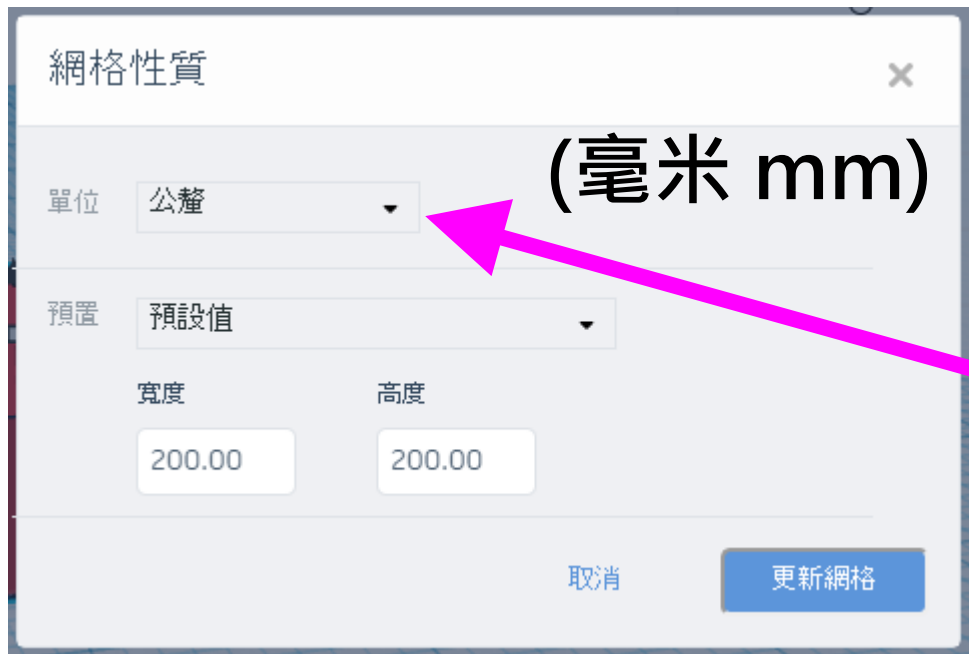 網格性質 ×
(毫米 mm)
單位 公釐
預置 預設值
寬度 高度
200.00 200.00
取消 更新網格